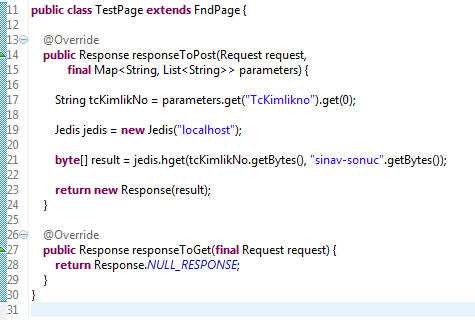 11 public class TestPage extends FndPage {
12
13 @Override
14 public Response responseToPost(Request request,
15 final Map<String, List<String>> parameters) {
16
17 String tcKimlikNo = parameters.get("TcKimlikno").get(0);
18
19 Jedis jedis = new Jedis("localhost");
20
21 byte[] result = jedis.hget(tcKimlikNo.getBytes(), "sinav-sonuc".getBytes());
22
23 return new Response(result);
24 }
25
26 @Override
27 public Response responseToGet(final Request request) {
28 return Response.NULL_RESPONSE;
29 }
30 }
31